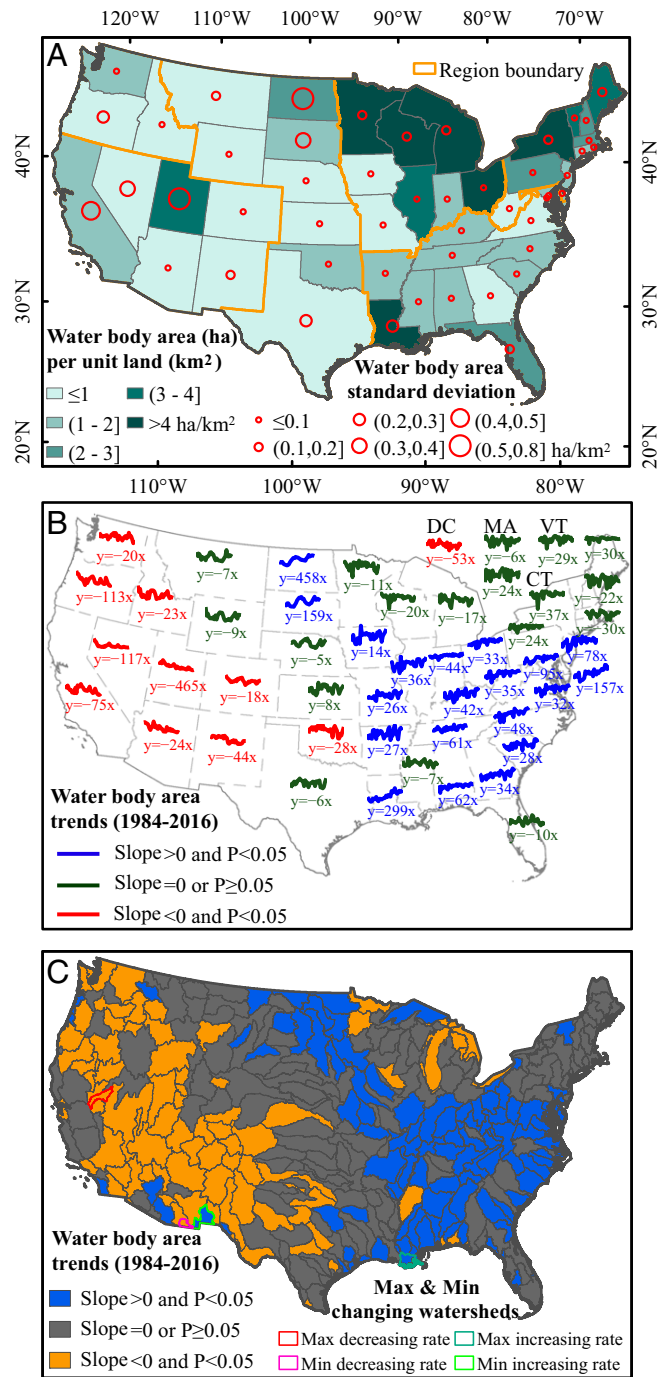 120°W 110°W 100°W 90°W 80°W 70°W
A
Region boundary
40°N 40°N
30°N 30°N
20°N 20°N
Water body area (ha)
per unit land (km²)
≤1 (3 - 4]
(1 - 2] >4 ha/km²
(2 - 3]
Water body area
standard deviation
≤0.1 (0.2,0.3] (0.4,0.5]
(0.1,0.2] (0.3,0.4] (0.5,0.8] ha/km²
110°W 100°W 90°W 80°W
B
DC MA VT
y=−20x y=−7x y=458x y=−11x y=−53x y=−6x y=29x y=30x
CT
y=−113x y=−23x y=−9x y=159x y=−20x y=−17x y=24x y=37x y=−22x
y=−117x y=−5x y=14x y=24x y=−30x
y=−465x y=−18x y=36x y=44x y=33x y=95x y=78x
y=−75x y=8x y=26x y=42x y=35x y=32x y=157x
y=−24x y=−44x y=−28x y=27x y=61x y=48x
y=28x
y=−6x y=−7x
y=299x y=62x y=34x
y=−10x
Water body area
trends (1984-2016)
Slope>0 and P<0.05
Slope=0 or P≥0.05
Slope<0 and P<0.05
C
Water body area
trends (1984-2016)
Slope>0 and P<0.05
Slope=0 or P≥0.05
Slope<0 and P<0.05
Max & Min
changing watersheds
Max decreasing rate Max increasing rate
Min decreasing rate Min increasing rate